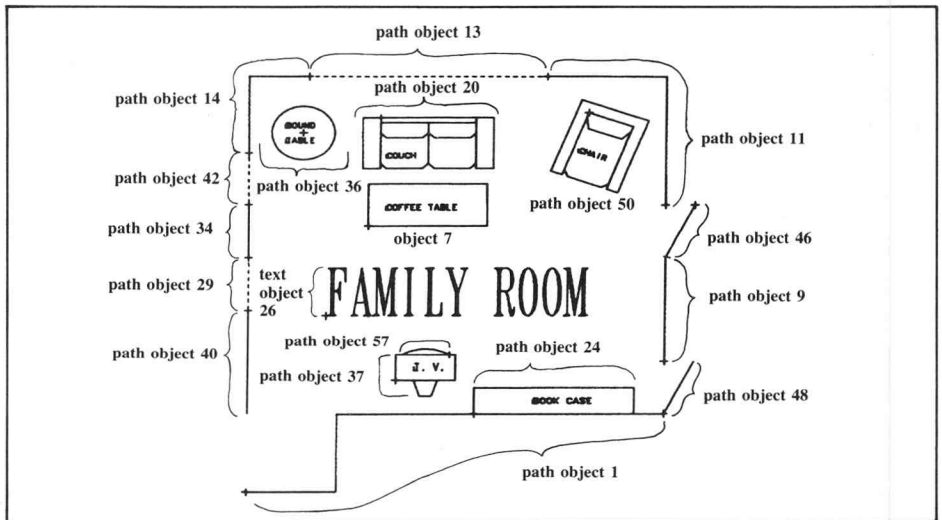 path object 13
path object 20
path object 14
path object 11
ROUND
TABLE
COUCH
CHAIR
path object 42
path object 36
path object 50
COFFEE TABLE
path object 34
object 7
path object 46
path object 29
text
object
26
FAMILY ROOM
path object 9
path object 57
path object 24
path object 40
path object 37
T. V.
BOOK CASE
path object 48
path object 1